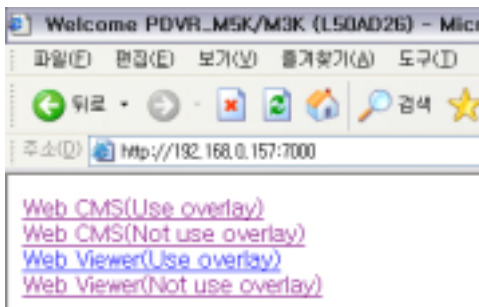 Welcome PDVR_M5K/M3K (L50AD26) - Micr
파일(F) 편집(E) 보기(V) 즐겨찾기(A) 도구(T)
뒤로 검색
주소(D) http://192.168.0.157:7000
Web CMS(Use overlay)
Web CMS(Not use overlay)
Web Viewer(Use overlay)
Web Viewer(Not use overlay)